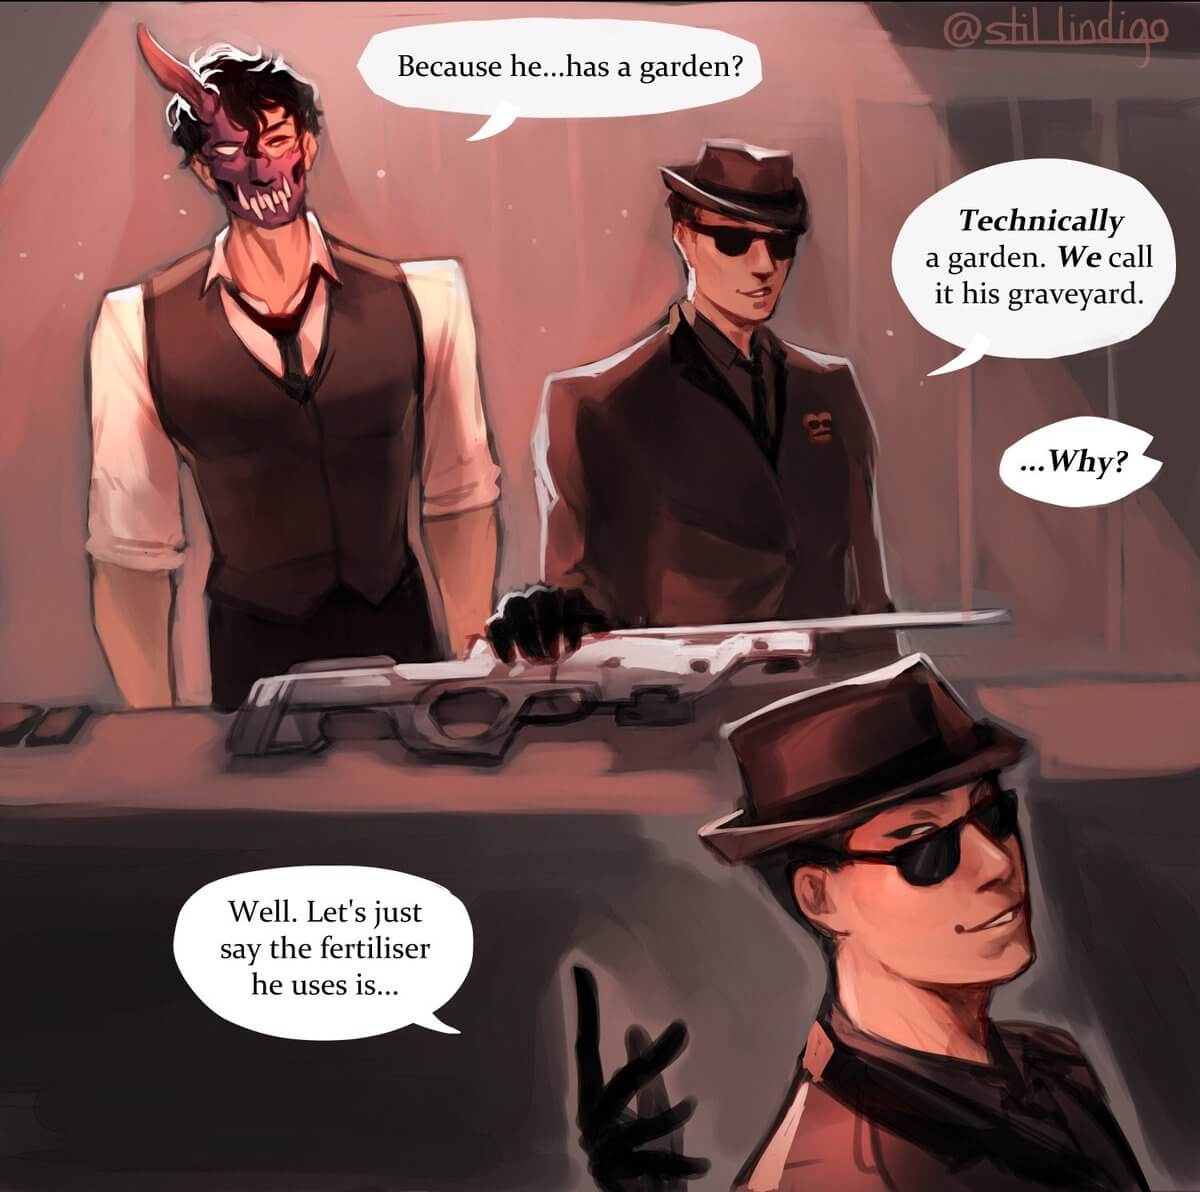 @stil_lindigo
Because he...has a garden?
Technically
a garden. We call
it his graveyard.
...Why?
Well. Let's just
say the fertiliser
he uses is...